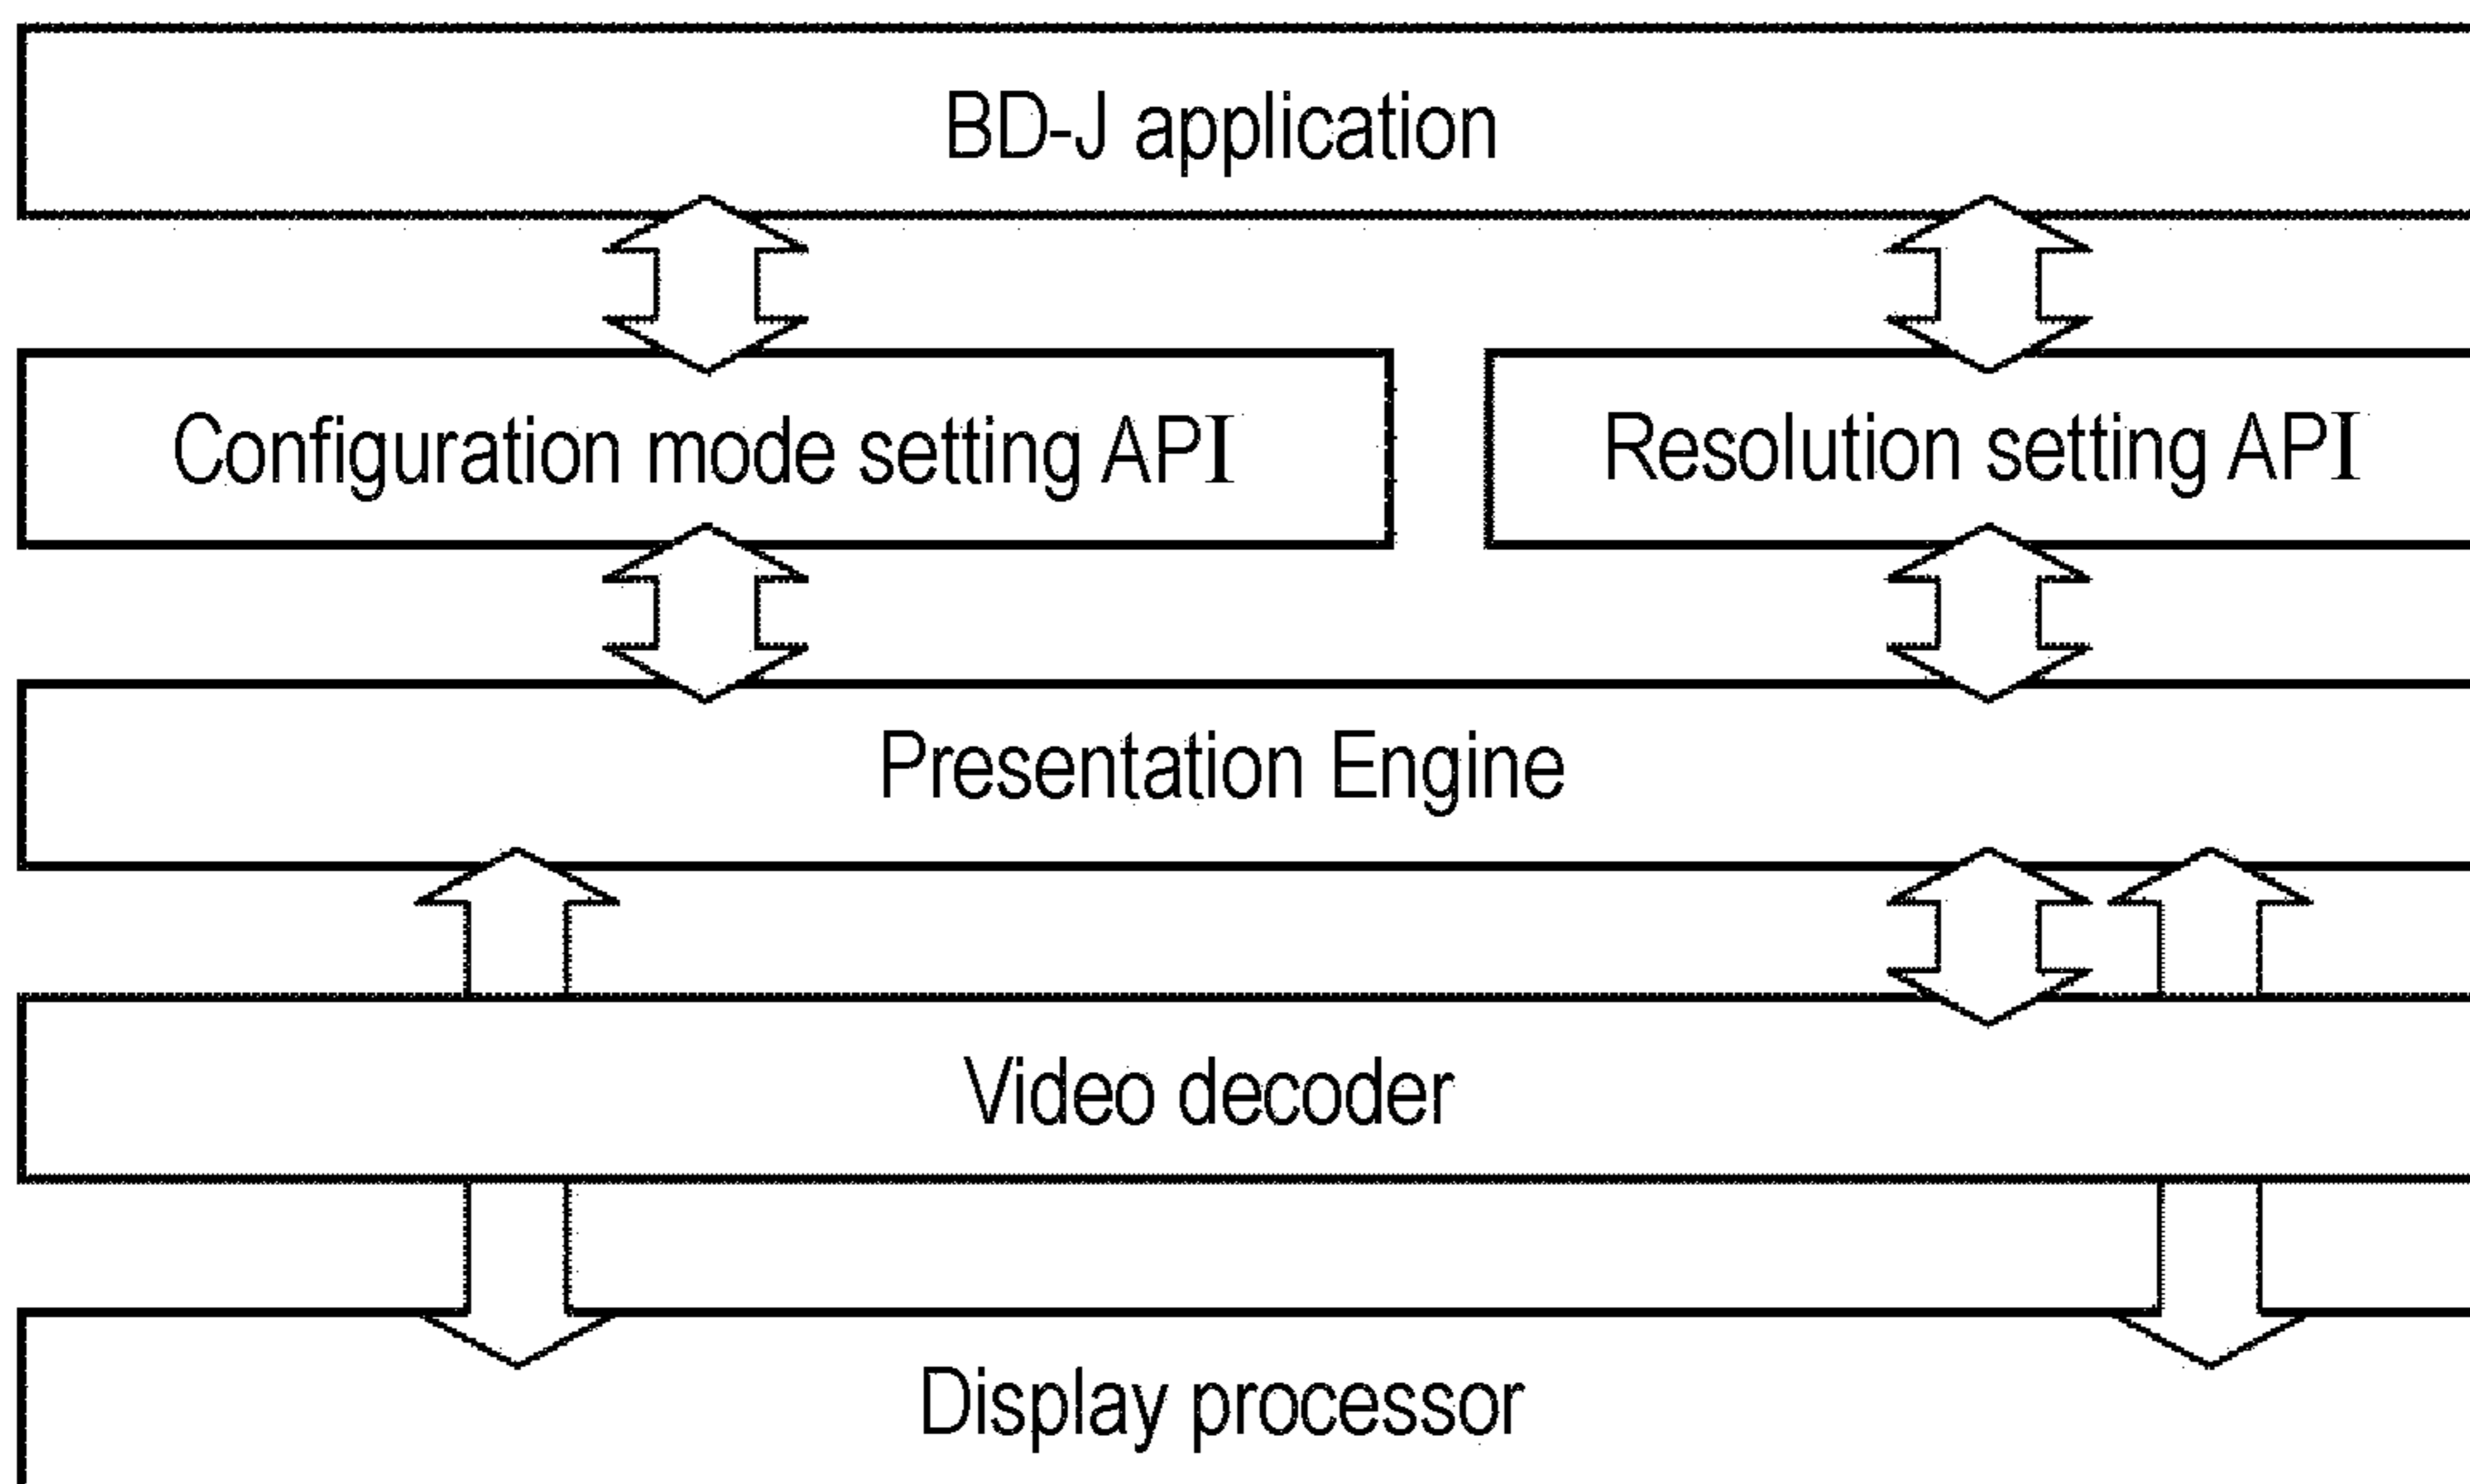 BD-J application
Configuration mode setting API
Resolution setting API
Presentation Engine
Video decoder
Display processor